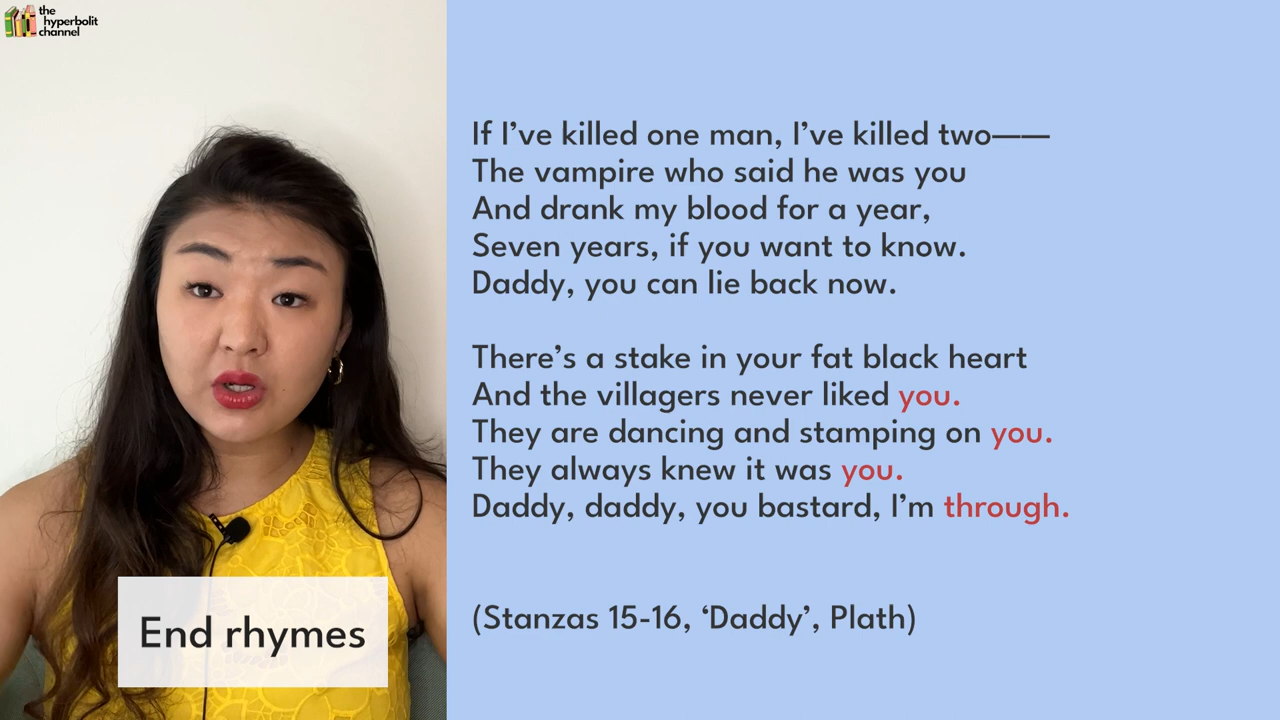 the
hyperbolit
channel
If I’ve killed one man, I’ve killed two——
The vampire who said he was you
And drank my blood for a year,
Seven years, if you want to know.
Daddy, you can lie back now.
There’s a stake in your fat black heart
And the villagers never liked you.
They are dancing and stamping on you.
They always knew it was you.
Daddy, daddy, you bastard, I’m through.
(Stanzas 15-16, ‘Daddy’, Plath)
End rhymes